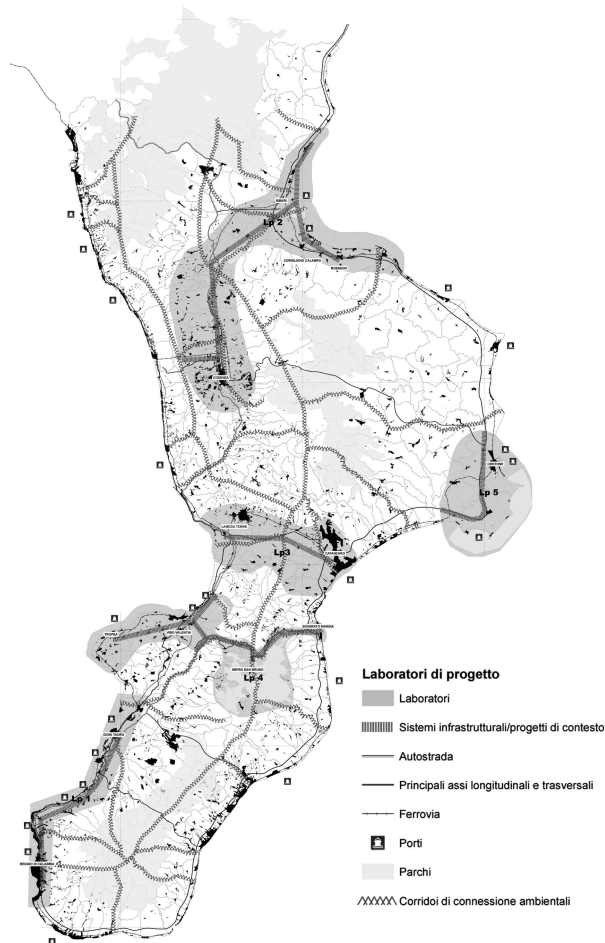 SIBARI
Lp 2
CORIGLIANO CALABRO
ROSSANO
COSENZA
CROTONE
Lp 5
LAMEZIA TERME
Lp3
CATANZARO
TROPEA
VIBO VALENTIA
SOVERATO MARINA
SERRA SAN BRUNO
Lp 4
GIOIA TAURO
Lp 1
REGGIO DI CALABRIA
Laboratori di progetto
Laboratori
Sistemi infrastrutturali/progetti di contesto
Autostrada
Principali assi longitudinali e trasversali
Ferrovia
Porti
Parchi
Corridoi di connessione ambientali